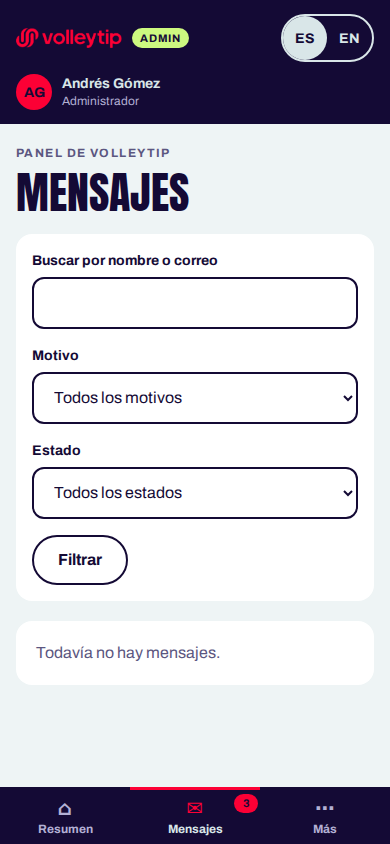 volleytip ADMIN ES EN
AG Andrés Gómez
Administrador
PANEL DE VOLLEYTIP
MENSAJES
Buscar por nombre o correo
Motivo
Todos los motivos
Estado
Todos los estados
Filtrar
Todavía no hay mensajes.
3
Resumen Mensajes Más